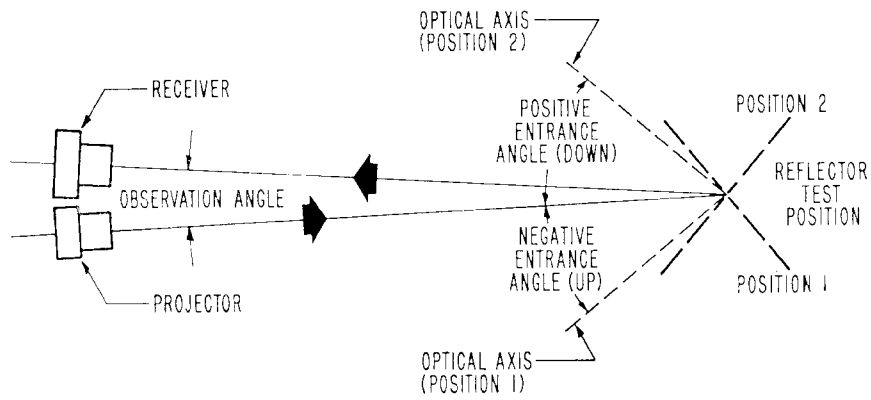 OPTICAL AXIS
(POSITION 2)
RECEIVER
POSITIVE
ENTRANCE
ANGLE (DOWN)
POSITION 2
OBSERVATION ANGLE
REFLECTOR
TEST
POSITION
NEGATIVE
ENTRANCE
ANGLE (UP)
PROJECTOR
POSITION 1
OPTICAL AXIS
(POSITION 1)